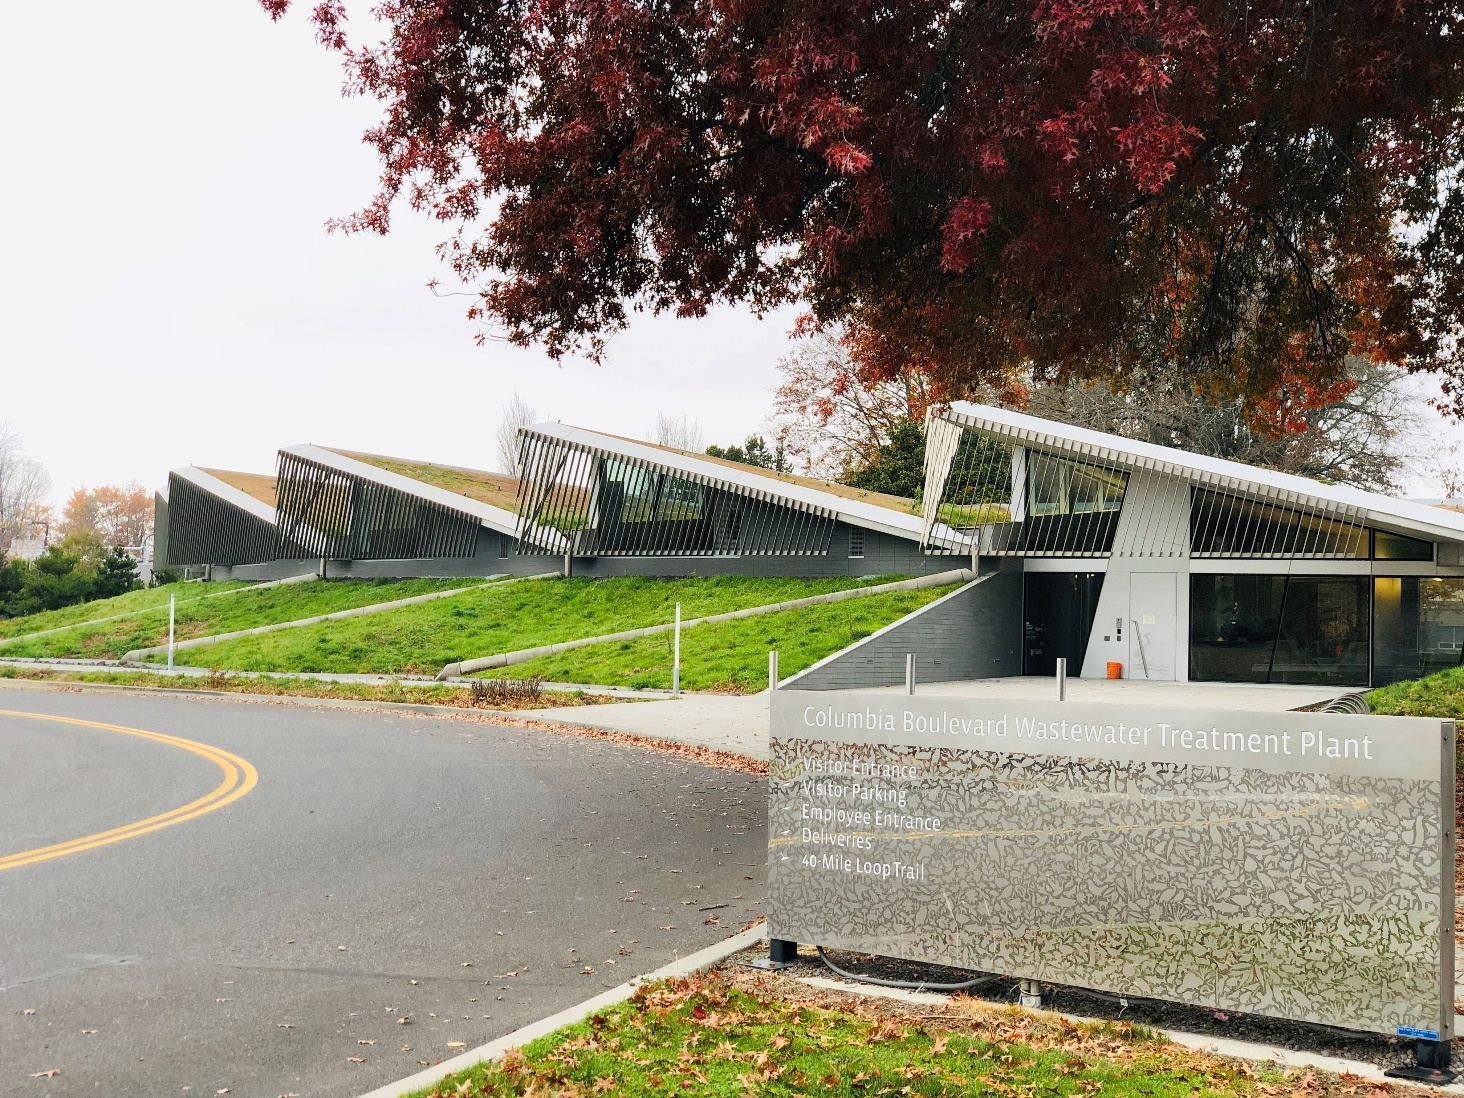 Columbia Boulevard Wastewater Treatment Plant
Visitor Entrance
Visitor Parking
Employee Entrance
Deliveries
40-Mile Loop Trail